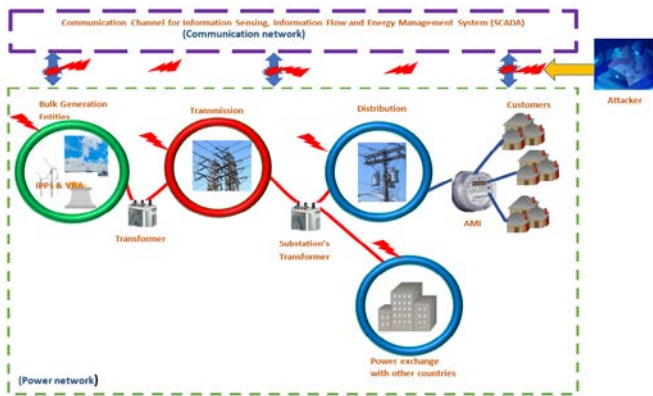 Communication Channel for Information Sensing, Information Flow and Energy Management System (SCADA)
(Communication network)
Bulk Generation
Entities
Transmission
Distribution
Customers
Attacker
IPPs & VRA
Transformer
Substation's
Transformer
AMI
Power exchange
with other countries
(Power network)